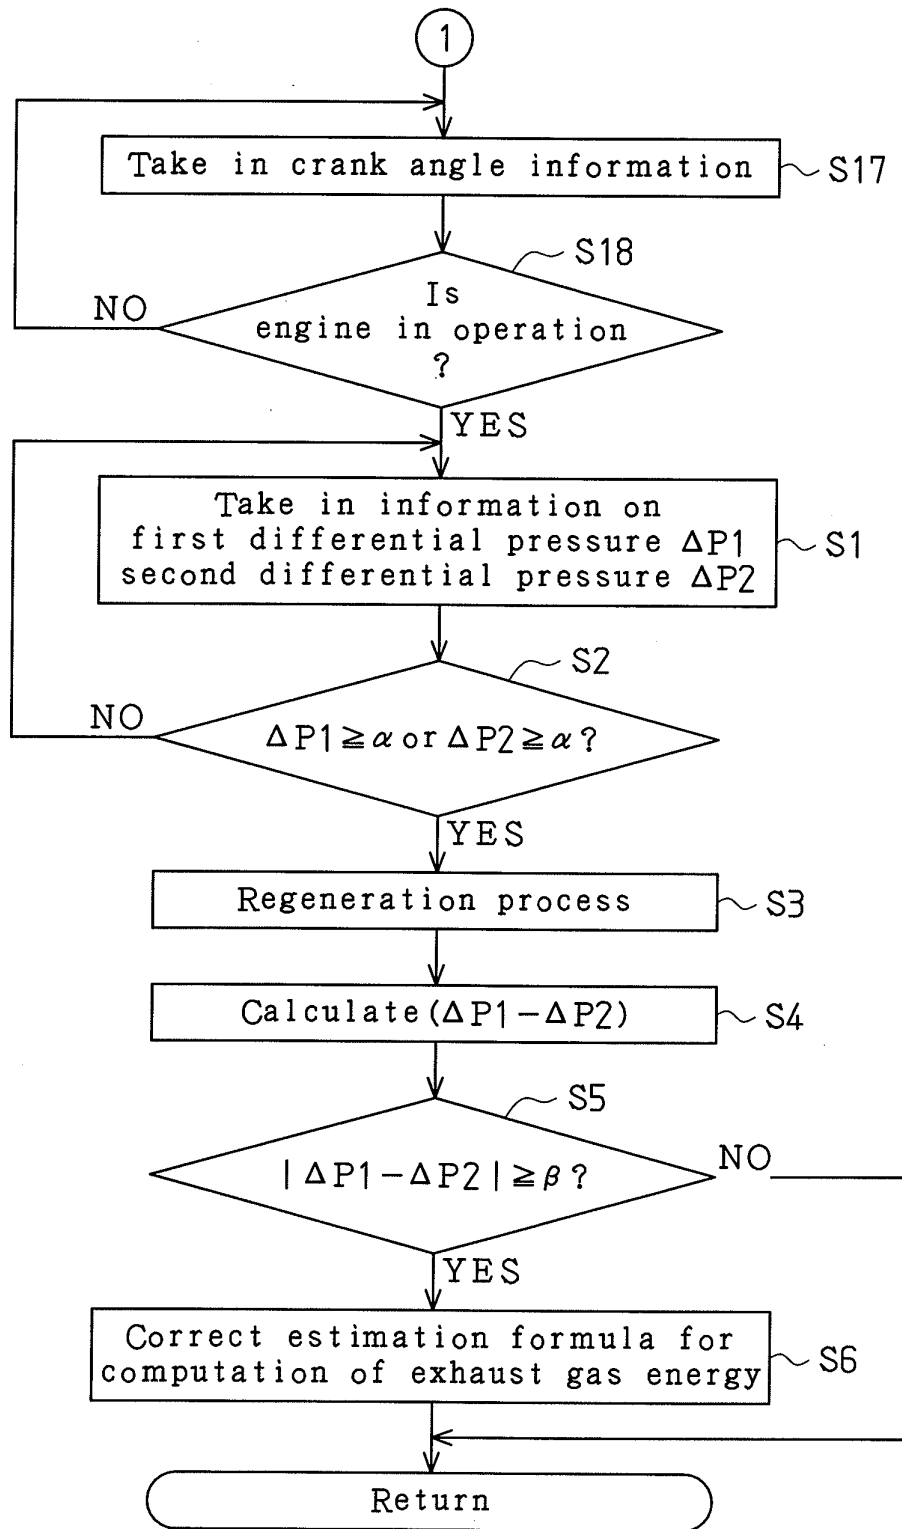 1
Take in crank angle information
S17
S18
Is
engine in operation
?
NO
YES
Take in information on
first differential pressure ΔP1
second differential pressure ΔP2
S1
S2
NO
ΔP1≧α or ΔP2≧α?
YES
Regeneration process
S3
Calculate(ΔP1−ΔP2)
S4
S5
|ΔP1−ΔP2|≧β?
NO
YES
Correct estimation formula for
computation of exhaust gas energy
S6
Return